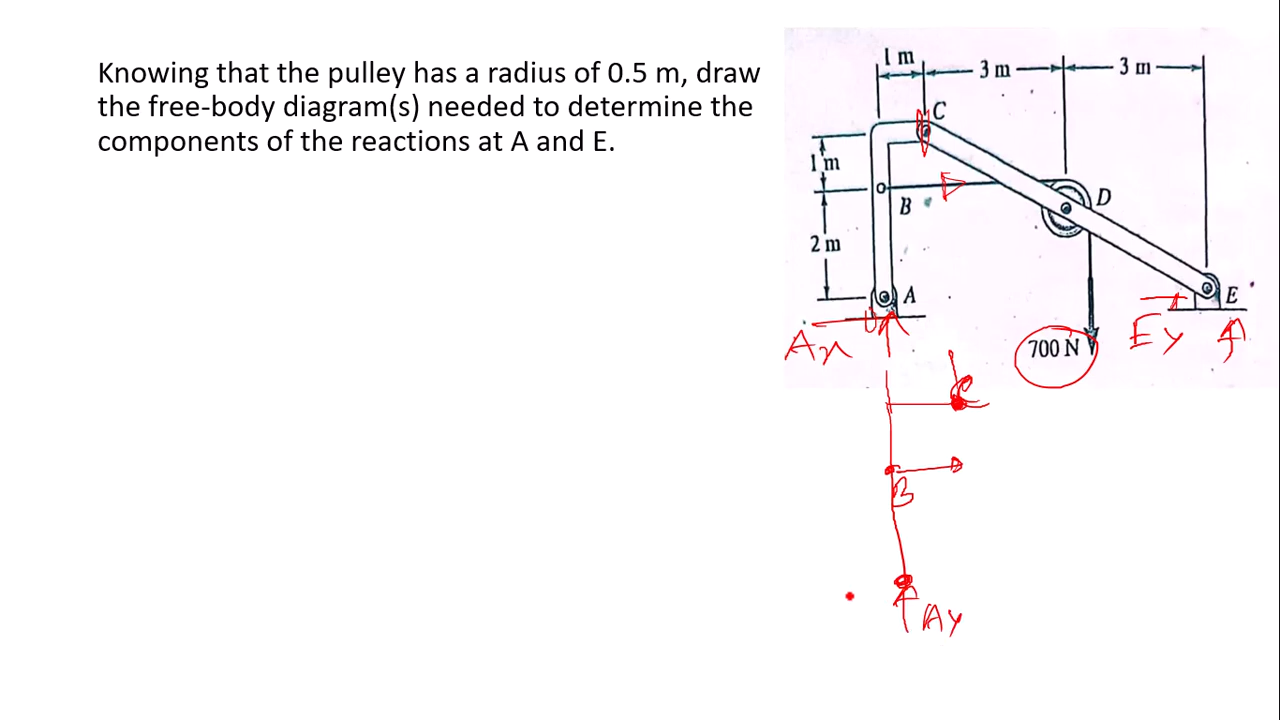 Knowing that the pulley has a radius of 0.5 m, draw
the free-body diagram(s) needed to determine the
components of the reactions at A and E.
1 m
3 m
3 m
C
1 m
B
D
2 m
A
E
700 N
Ax
Ey
C
B
Ay